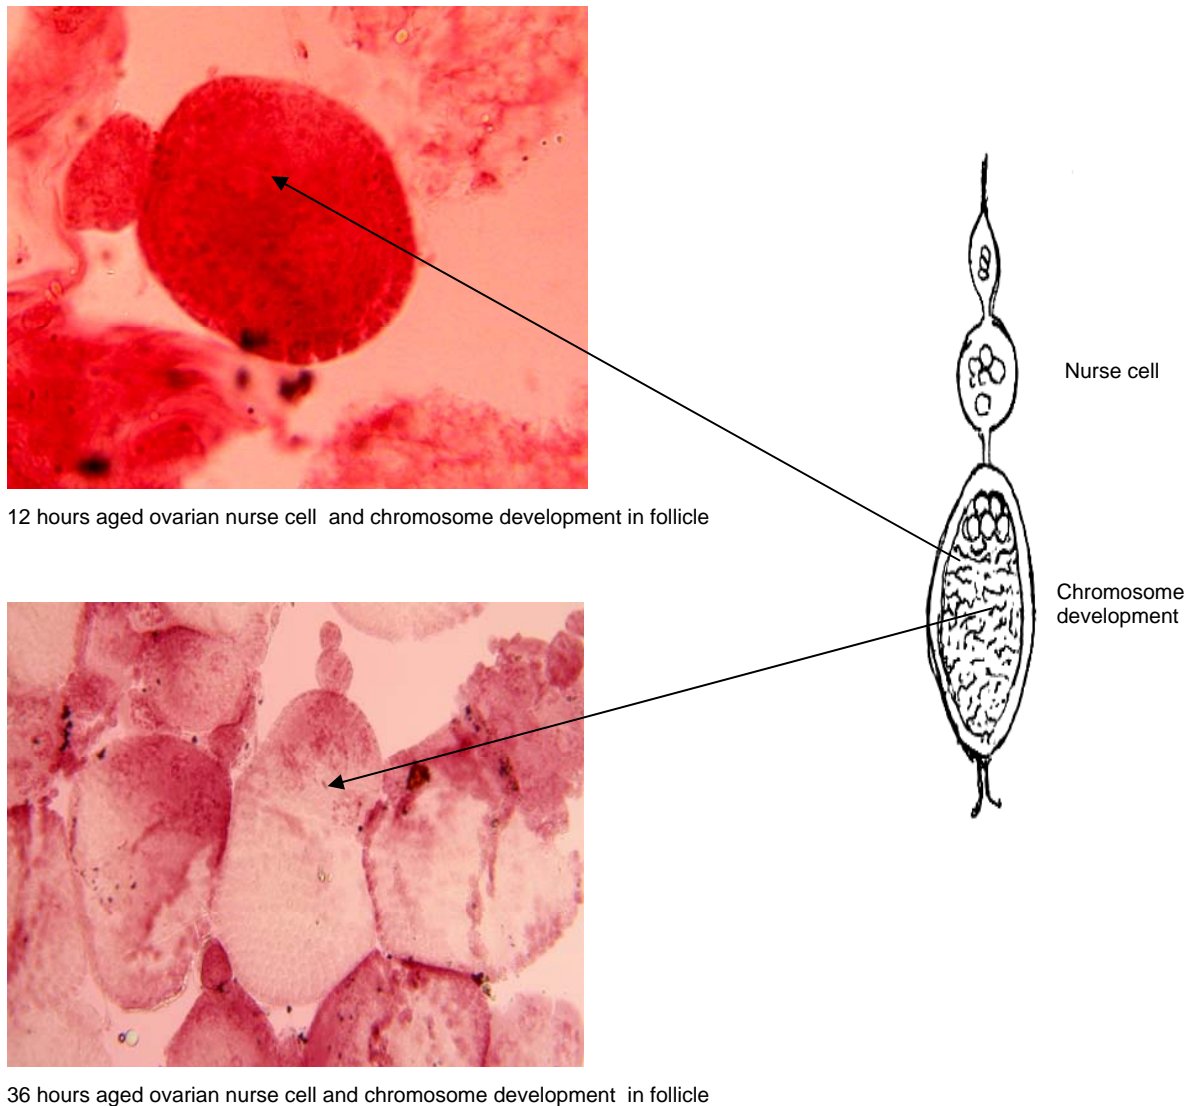 12 hours aged ovarian nurse cell and chromosome development in follicle
Nurse cell
Chromosome
development
36 hours aged ovarian nurse cell and chromosome development in follicle